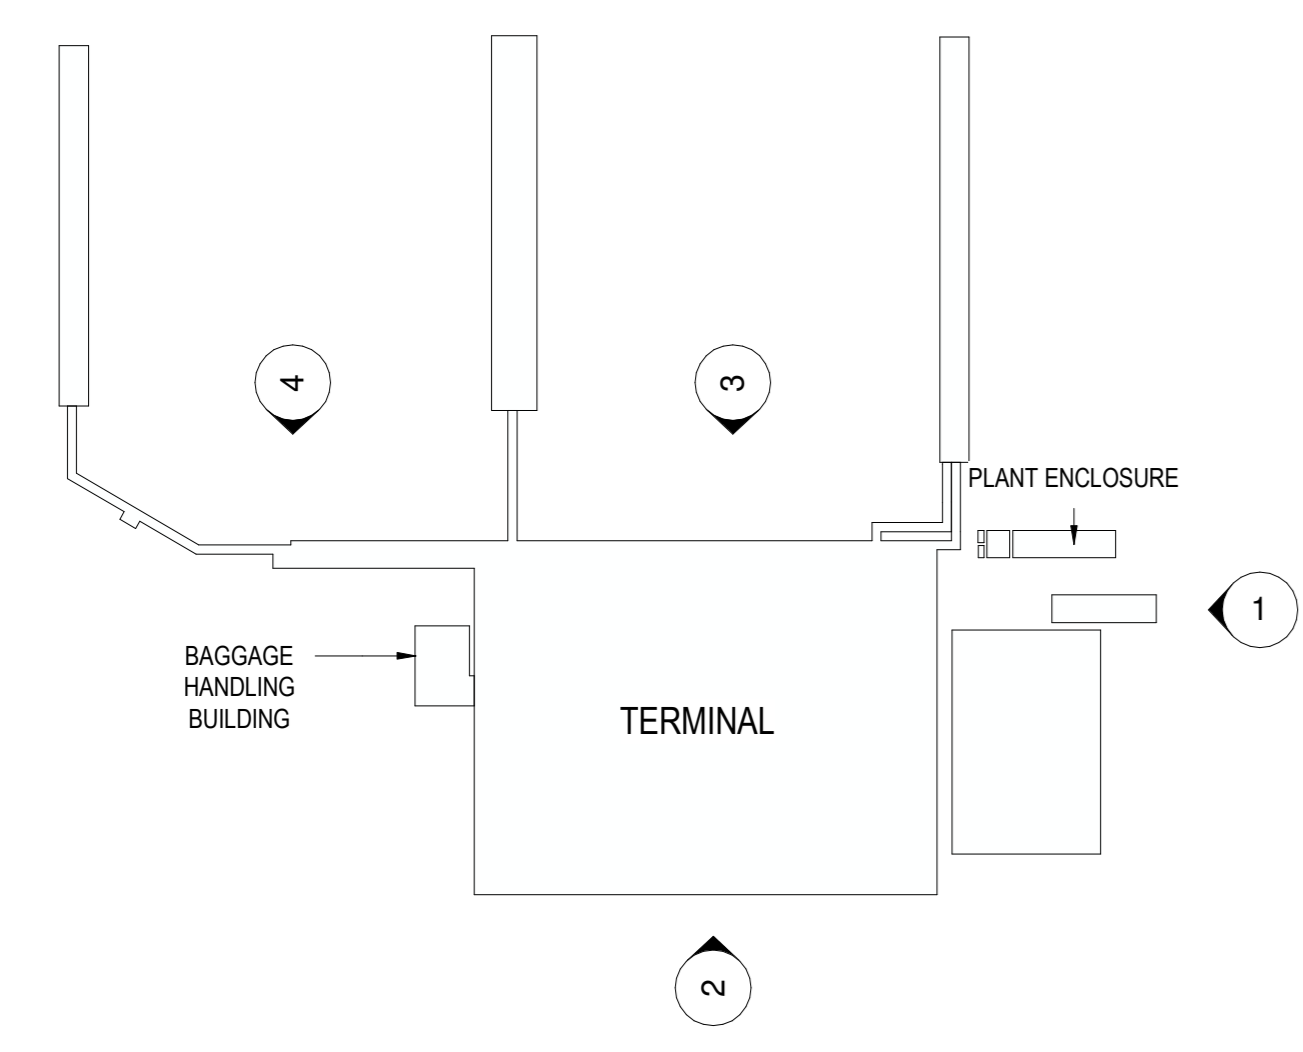 4
3
PLANT ENCLOSURE
1
BAGGAGE
HANDLING
BUILDING
TERMINAL
2